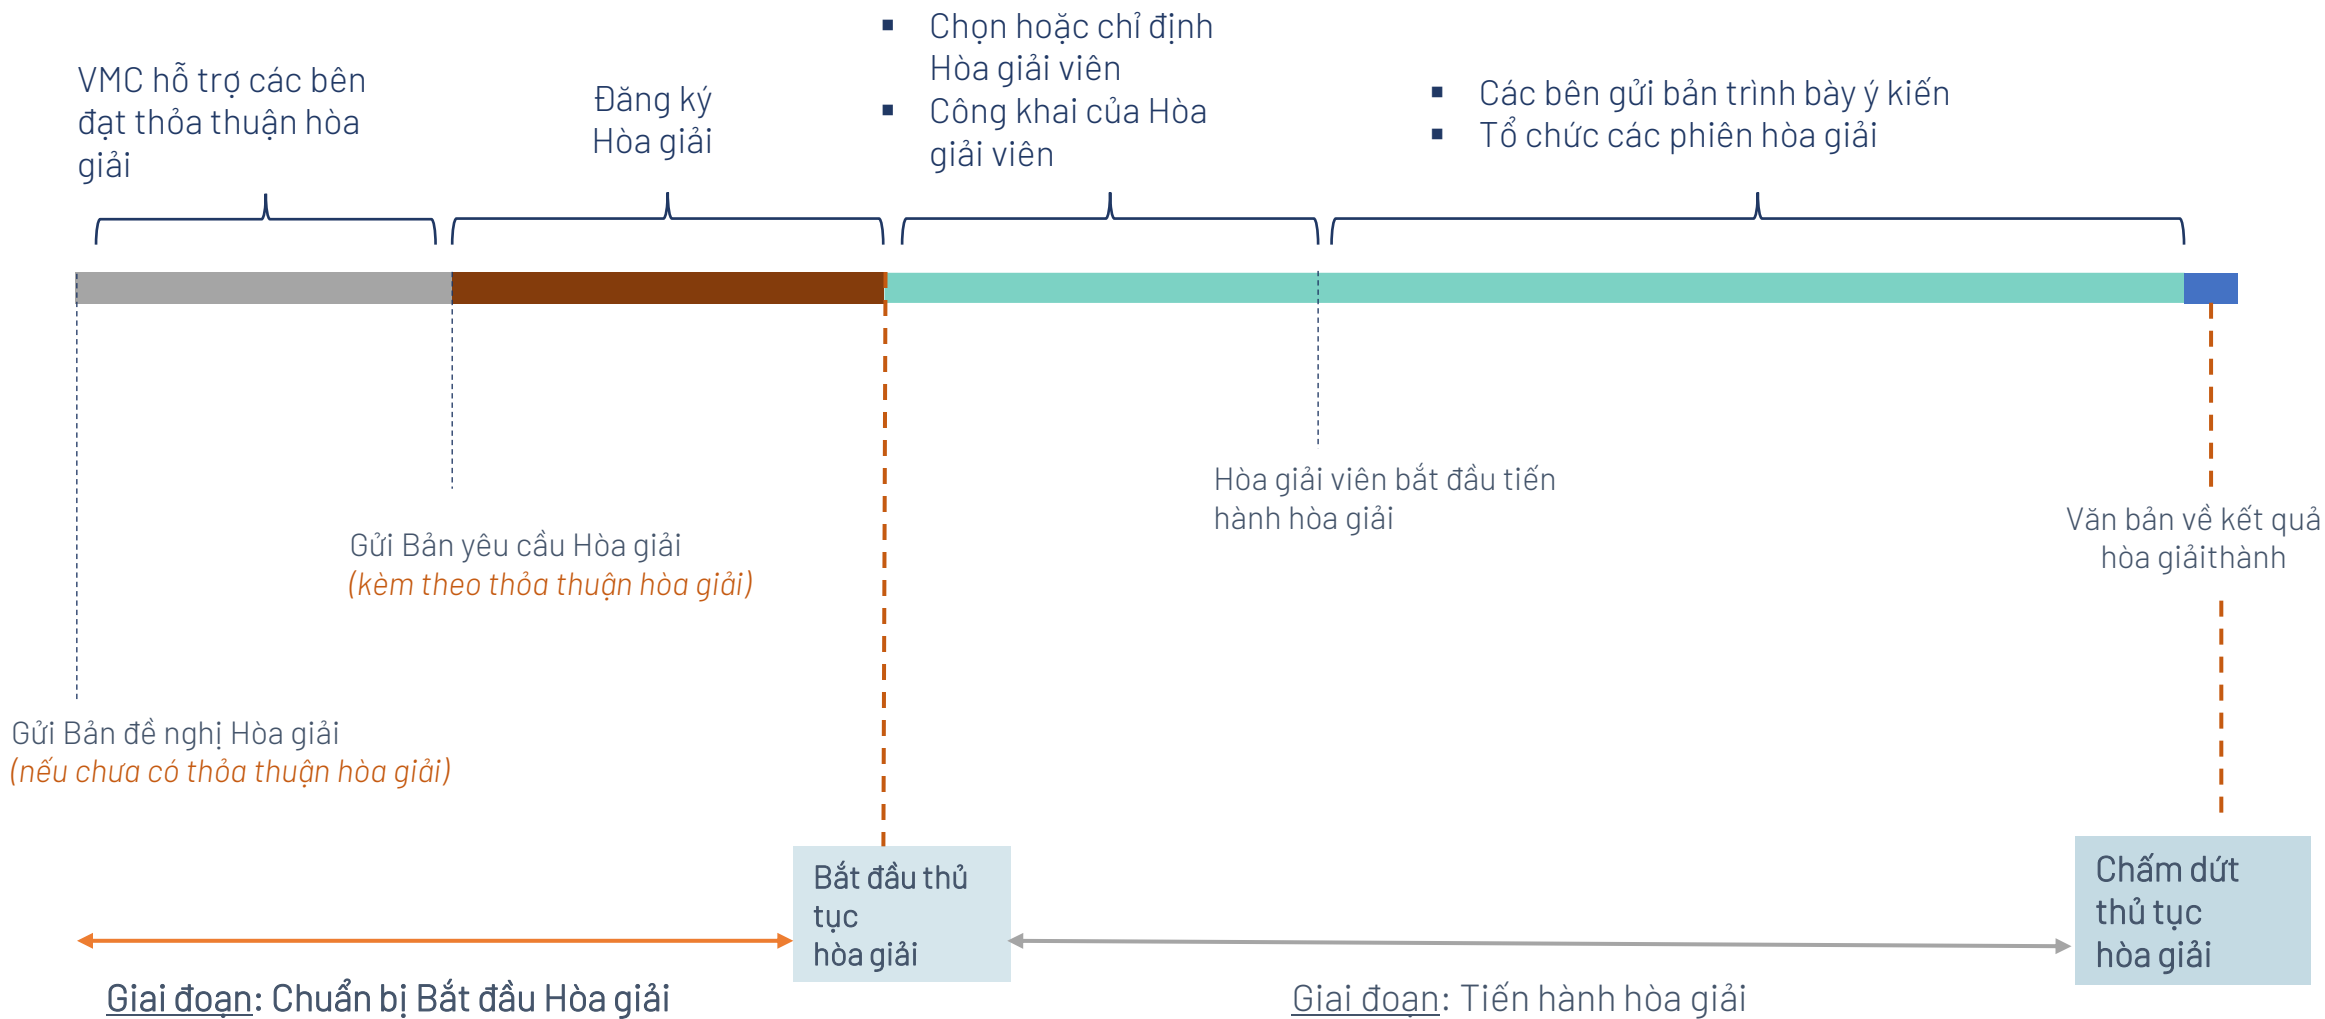 VMC hỗ trợ các bên
đạt thỏa thuận hòa
giải
Đăng ký
Hòa giải
▪ Chọn hoặc chỉ định
Hòa giải viên
▪ Công khai của Hòa
giải viên
▪ Các bên gửi bản trình bày ý kiến
▪ Tổ chức các phiên hòa giải
Hòa giải viên bắt đầu tiến
hành hòa giải
Văn bản về kết quả
hòa giảithành
Gửi Bản yêu cầu Hòa giải
(kèm theo thỏa thuận hòa giải)
Gửi Bản đề nghị Hòa giải
(nếu chưa có thỏa thuận hòa giải)
Bắt đầu thủ
tục
hòa giải
Chấm dứt
thủ tục
hòa giải
Giai đoạn: Chuẩn bị Bắt đầu Hòa giải
Giai đoạn: Tiến hành hòa giải